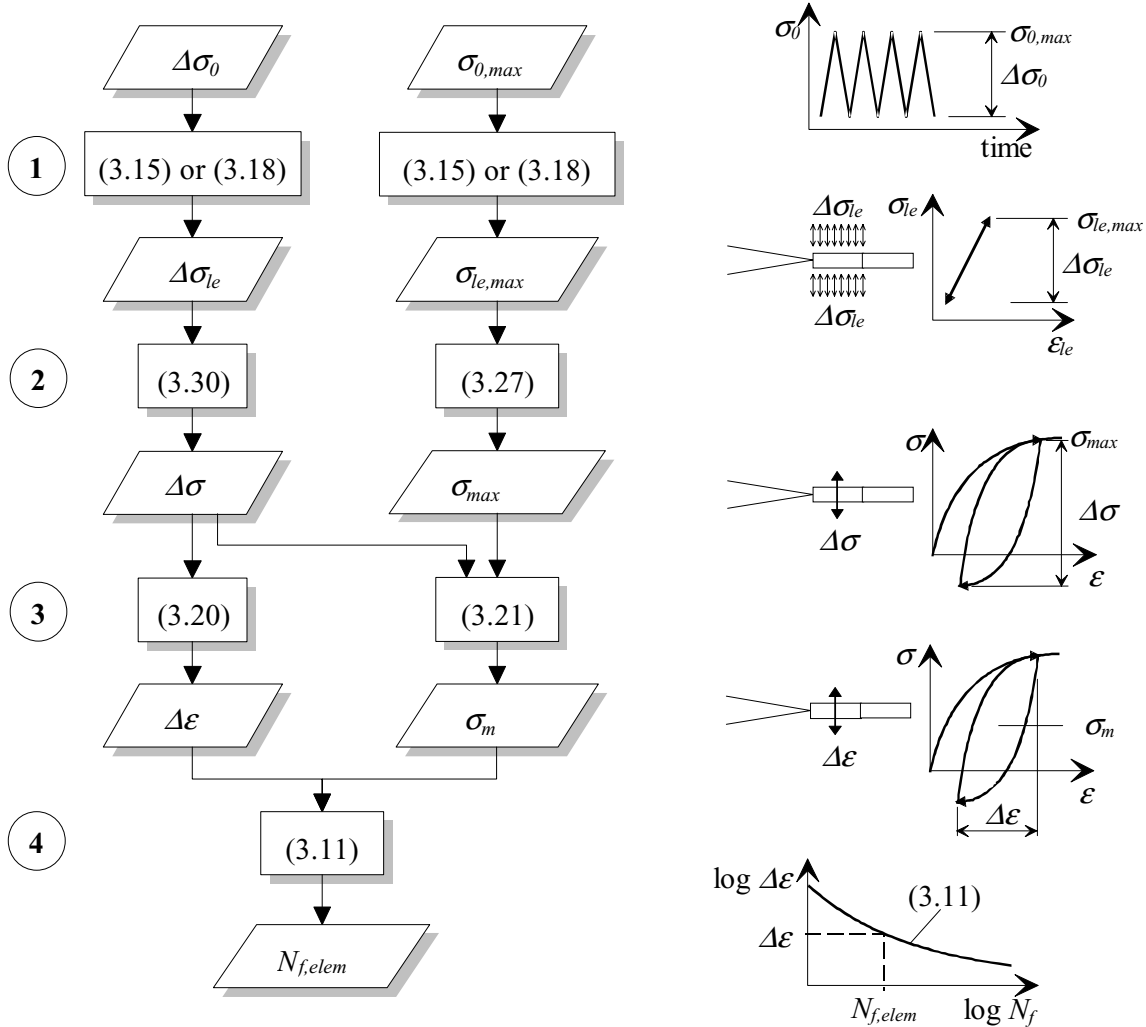 Δσ0
σ0,max
1
(3.15) or (3.18)
(3.15) or (3.18)
Δσle
σle,max
2
(3.30)
(3.27)
Δσ
σmax
3
(3.20)
(3.21)
Δε
σm
4
(3.11)
Nf,elem
σ0
σ0,max
Δσ0
time
Δσle
Δσle
σle
σle,max
Δσle
εle
Δσ
σ
σmax
Δσ
ε
Δε
σ
σm
ε
Δε
log Δε
(3.11)
Δε
Nf,elem
log Nf